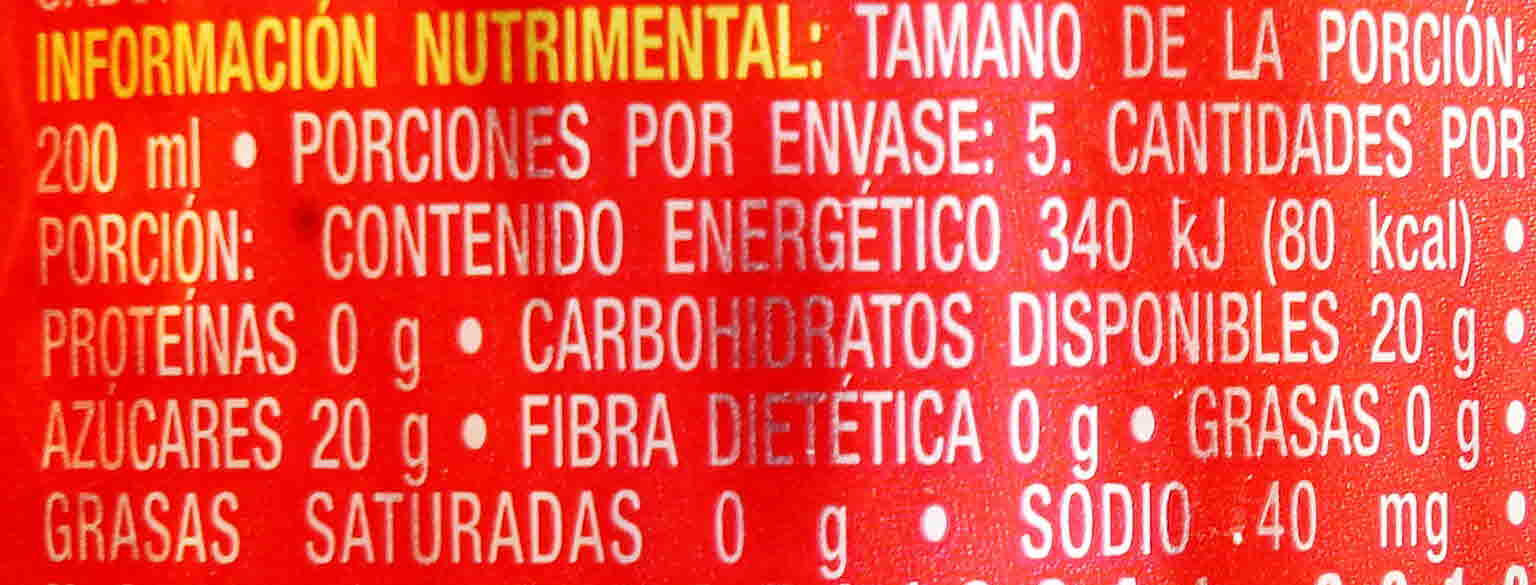 INFORMACIÓN NUTRIMENTAL: TAMAÑO DE LA PORCIÓN:
200 ml • PORCIONES POR ENVASE: 5. CANTIDADES POR
PORCIÓN: CONTENIDO ENERGÉTICO 340 kJ (80 kcal) •
PROTEÍNAS 0 g • CARBOHIDRATOS DISPONIBLES 20 g •
AZÚCARES 20 g • FIBRA DIETÉTICA 0 g • GRASAS 0 g •
GRASAS SATURADAS 0 g • SODIO 40 mg •